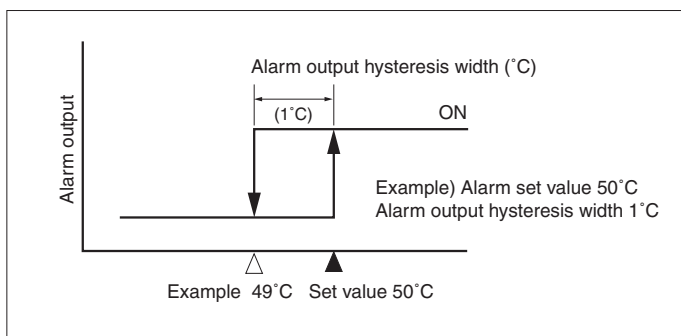 Alarm output hysteresis width (˚C)
(1˚C)
ON
Alarm output
Example) Alarm set value 50˚C
Alarm output hysteresis width 1˚C
Example 49˚C Set value 50˚C